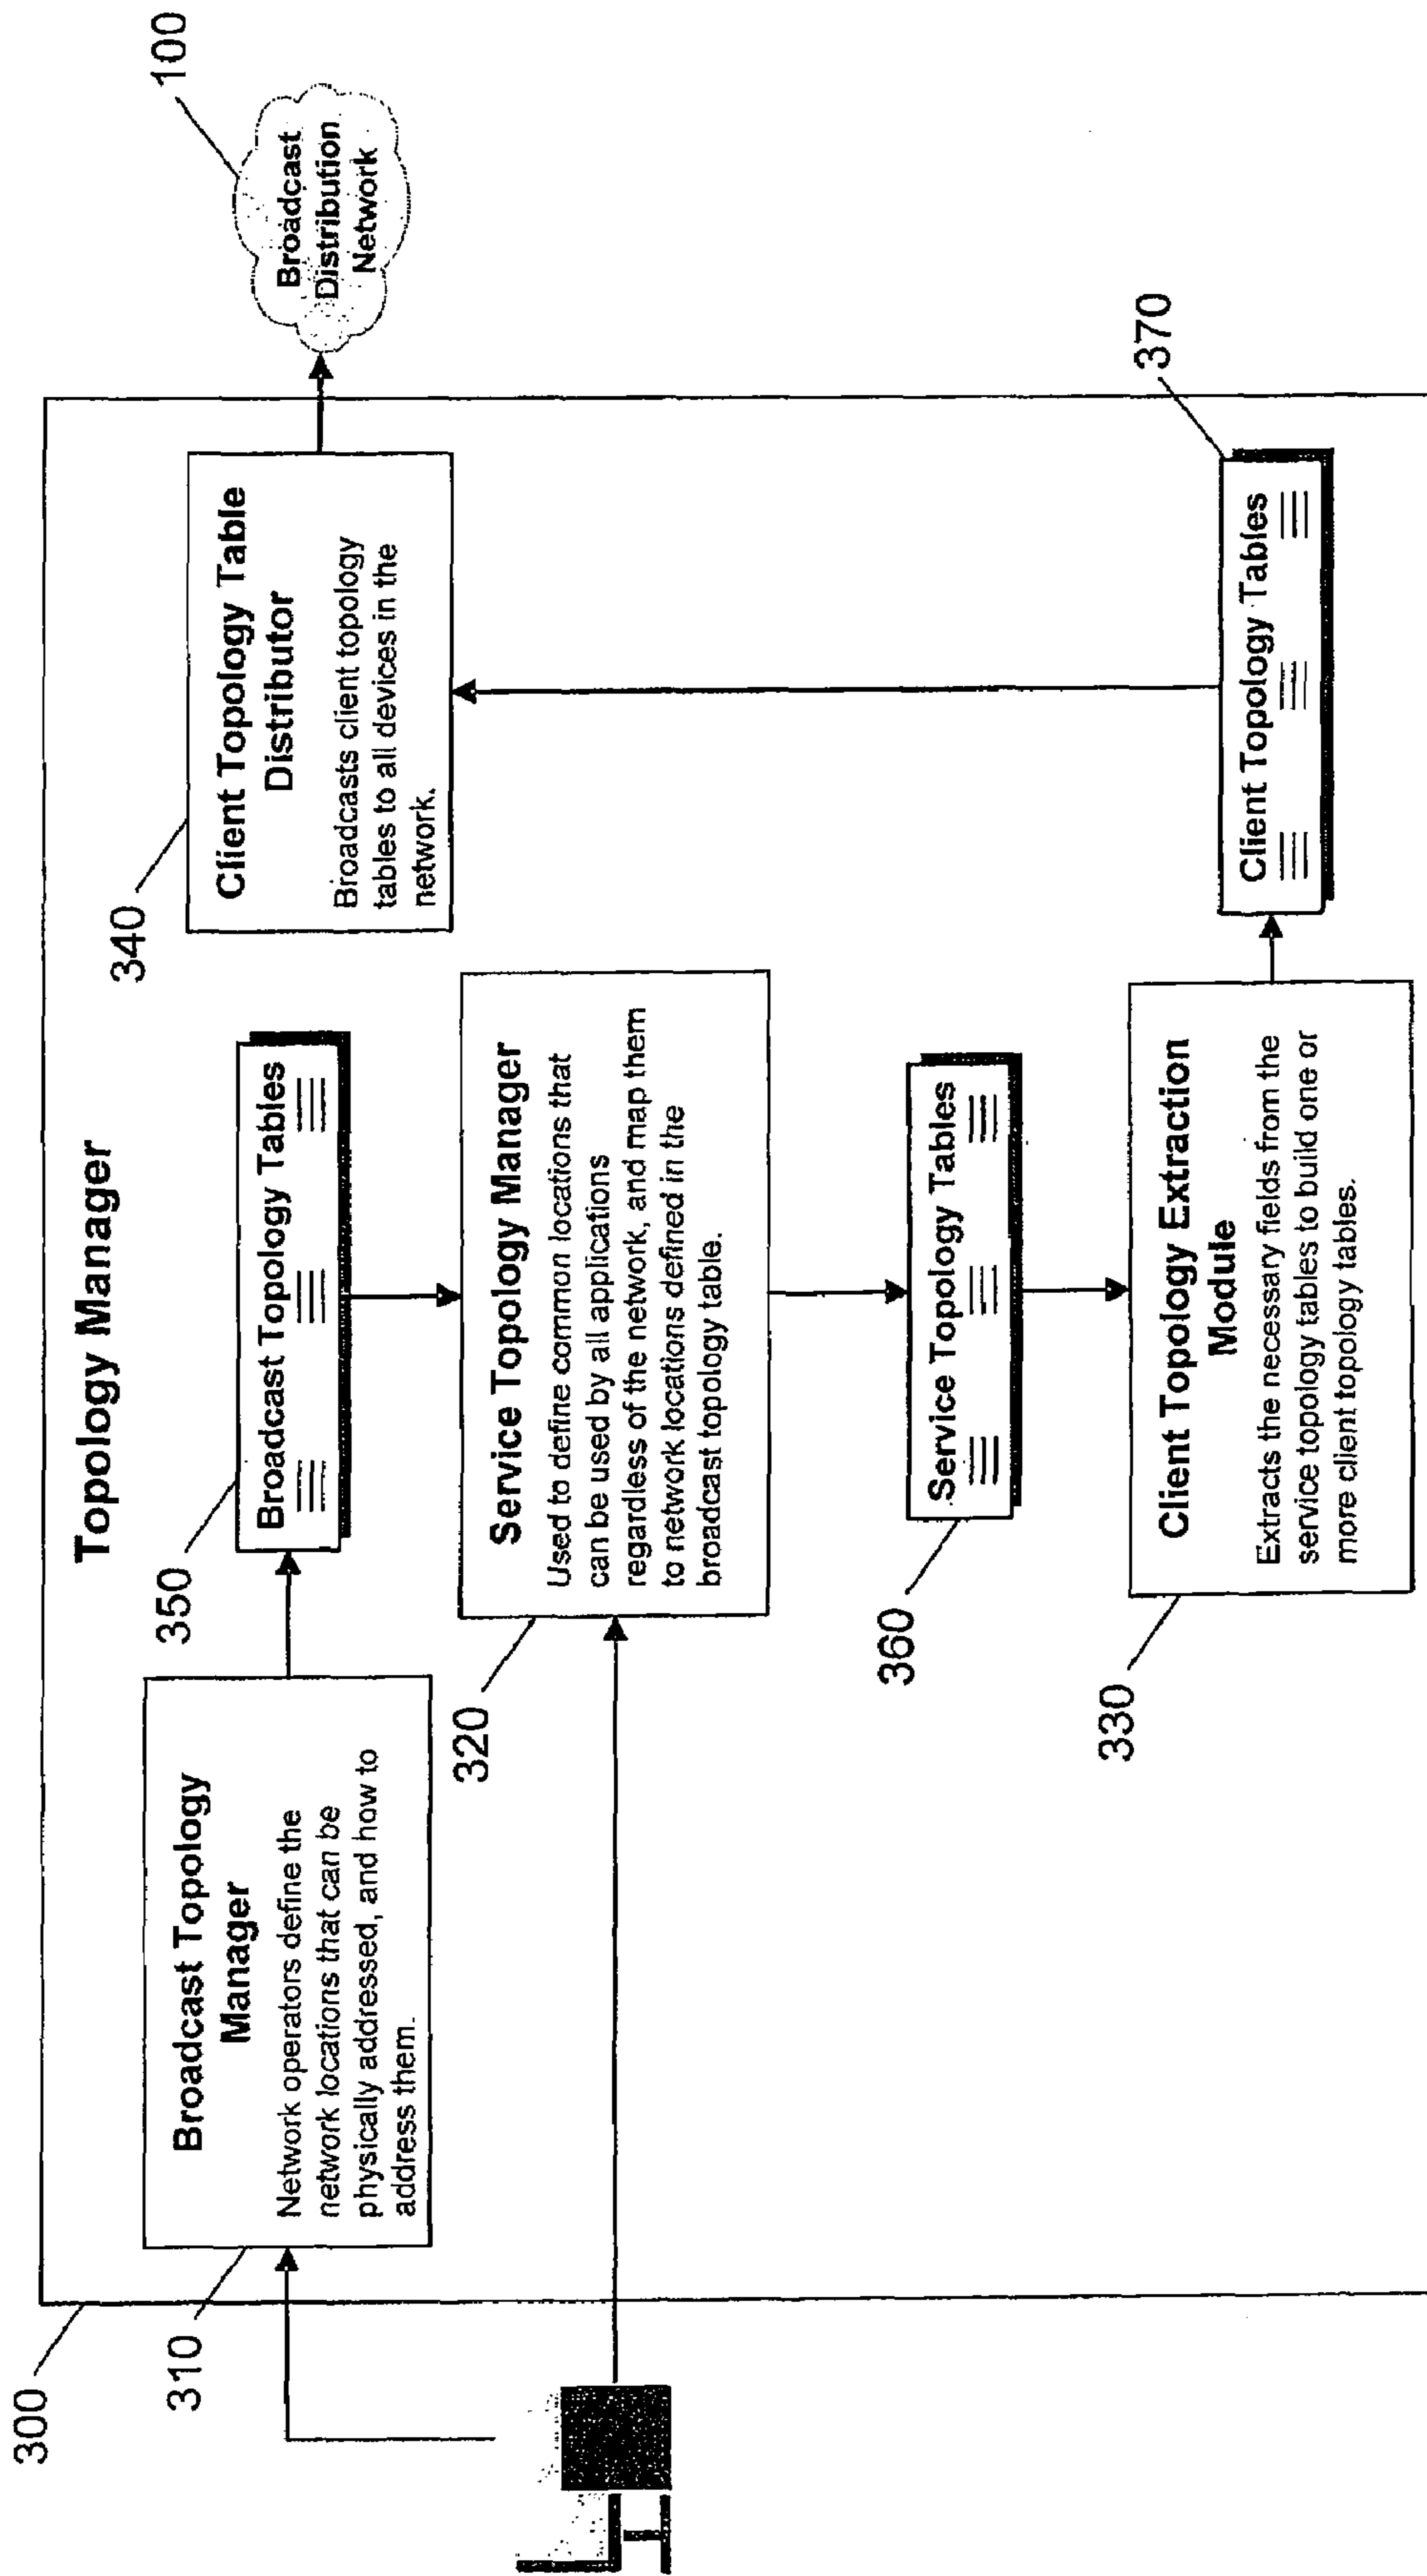 300
Topology Manager
310
Broadcast Topology
Manager
Network operators define the
network locations that can be
physically addressed, and how to
address them.
350
Broadcast Topology Tables
320
Service Topology Manager
Used to define common locations that
can be used by all applications
regardless of the network, and map them
to network locations defined in the
broadcast topology table.
360
Service Topology Tables
330
Client Topology Extraction
Module
Extracts the necessary fields from the
service topology tables to build one or
more client topology tables.
370
Client Topology Tables
340
Client Topology Table
Distributor
Broadcasts client topology
tables to all devices in the
network.
100
Broadcast
Distribution
Network